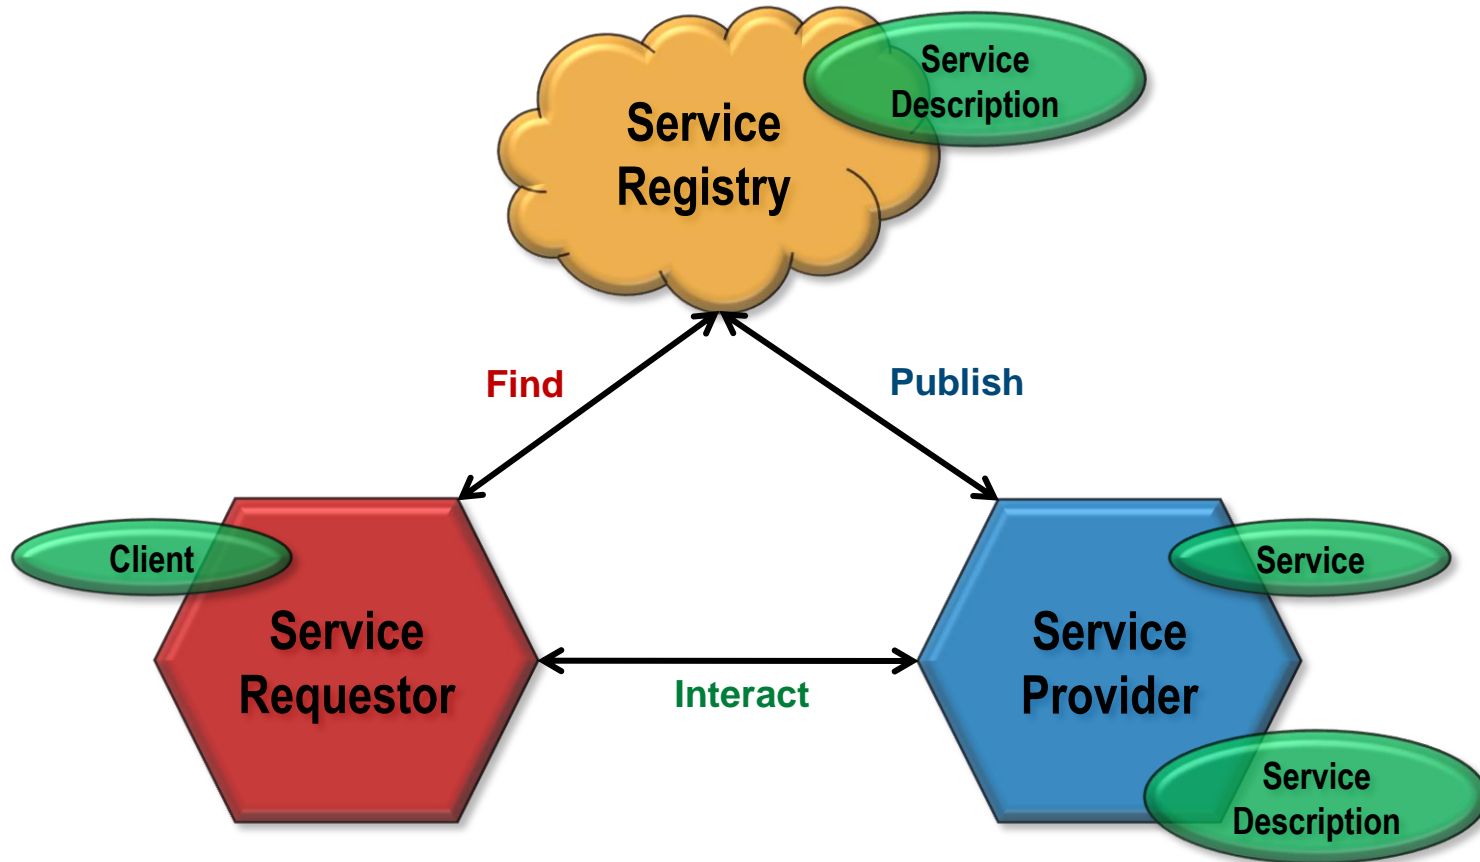 Service
Description
Service
Registry
Find
Publish
Client
Service
Requestor
Interact
Service
Service
Provider
Service
Description